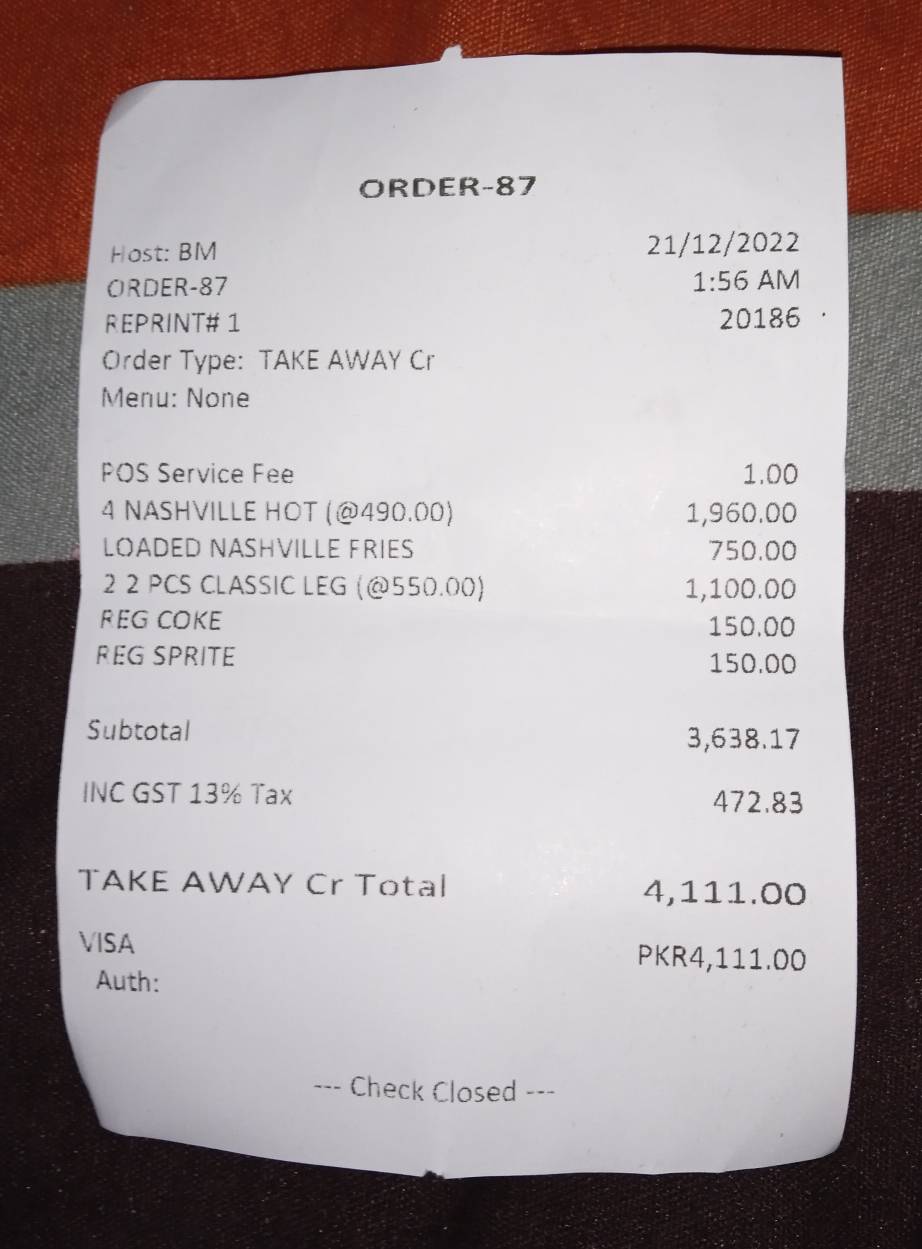 ORDER-87
Host: BM 21/12/2022
ORDER-87 1:56 AM
REPRINT# 1 20186
Order Type: TAKE AWAY Cr
Menu: None
POS Service Fee 1.00
4 NASHVILLE HOT (@490.00) 1,960.00
LOADED NASHVILLE FRIES 750.00
2 2 PCS CLASSIC LEG (@550.00) 1,100.00
REG COKE 150.00
REG SPRITE 150.00
Subtotal 3,638.17
INC GST 13% Tax 472.83
TAKE AWAY Cr Total 4,111.00
VISA PKR4,111.00
Auth:
--- Check Closed ---